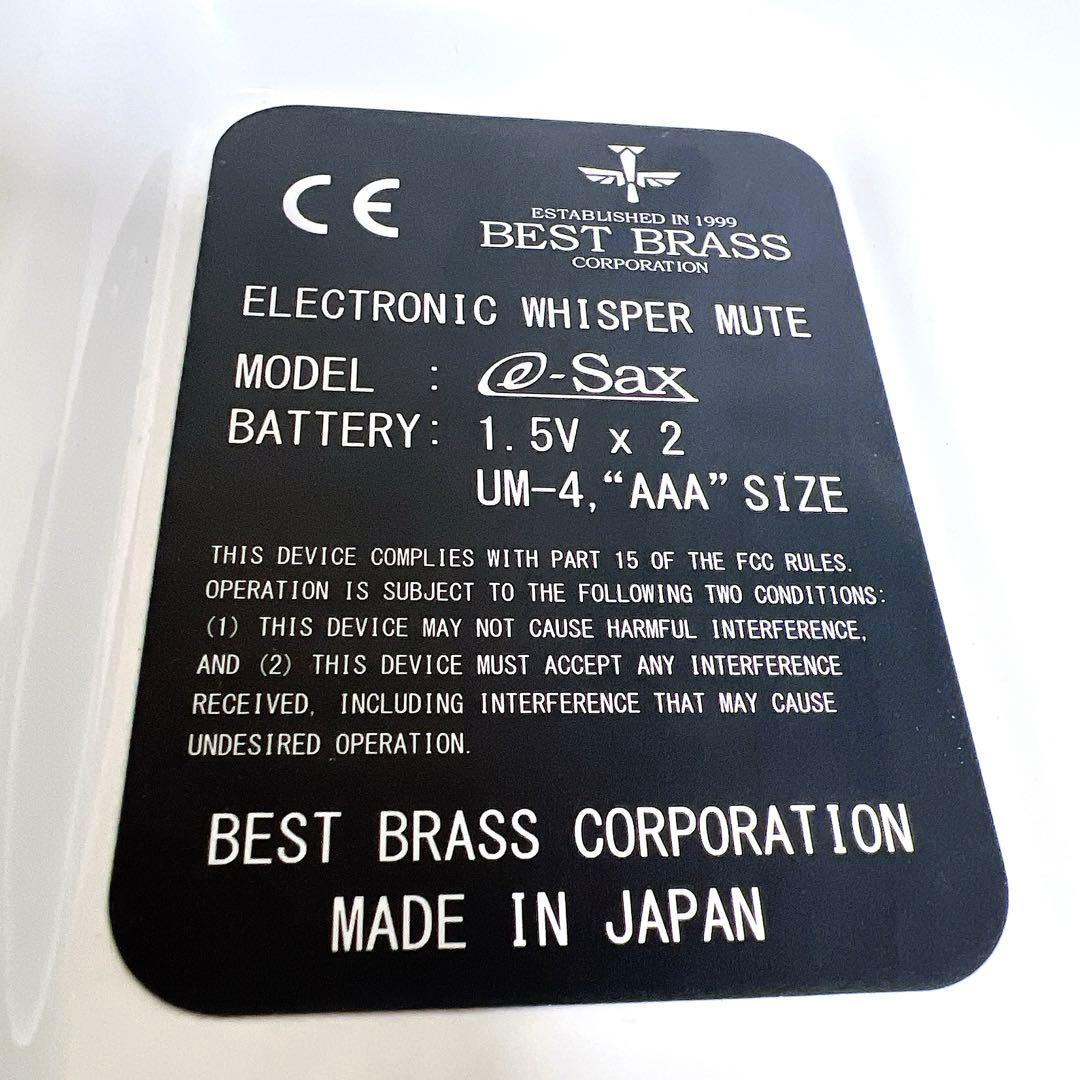 CE
ESTABLISHED IN 1999
BEST BRASS
CORPORATION
ELECTRONIC WHISPER MUTE
MODEL : e-Sax
BATTERY: 1.5V x 2
UM-4, “AAA” SIZE
THIS DEVICE COMPLIES WITH PART 15 OF THE FCC RULES.
OPERATION IS SUBJECT TO THE FOLLOWING TWO CONDITIONS:
(1) THIS DEVICE MAY NOT CAUSE HARMFUL INTERFERENCE,
AND (2) THIS DEVICE MUST ACCEPT ANY INTERFERENCE
RECEIVED, INCLUDING INTERFERENCE THAT MAY CAUSE
UNDESIRED OPERATION.
BEST BRASS CORPORATION
MADE IN JAPAN